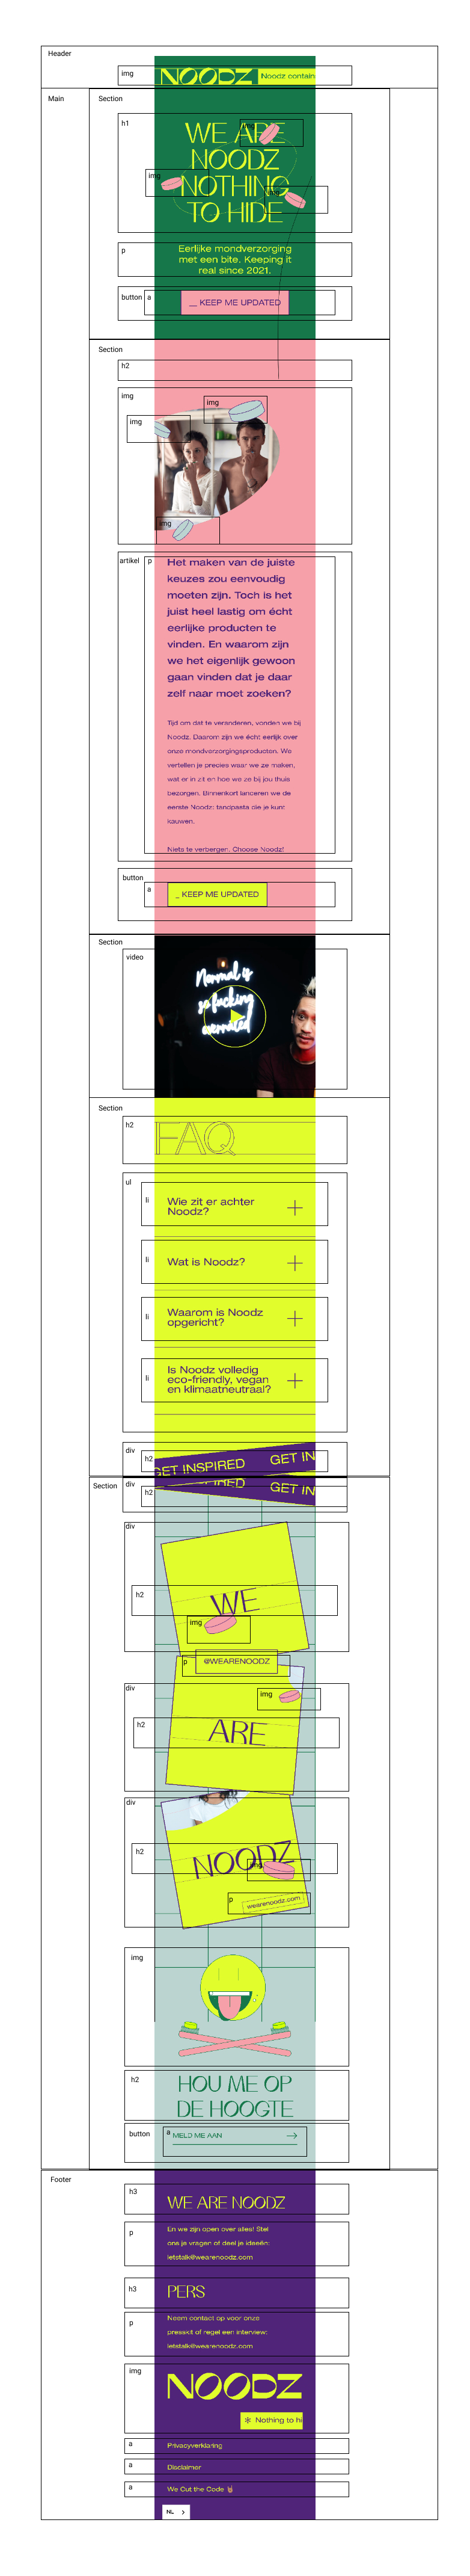 Header
img
NOODZ
Noodz contain
Main
Section
h1
WE ARE
NOODZ
NOTHING
TO HIDE
img
img
img
p
Eerlijke mondverzorging
met een bite. Keeping it
real since 2021.
button
a
__ KEEP ME UPDATED
Section
h2
img
img
img
img
artikel
p
Het maken van de juiste
keuzes zou eenvoudig
moeten zijn. Toch is het
juist heel lastig om écht
eerlijke producten te
vinden. En waarom zijn
we het eigenlijk gewoon
gaan vinden dat je daar
zelf naar moet zoeken?
Tijd om dat te veranderen, vonden we bij
Noodz. Daarom zijn we écht eerlijk over
onze mondverzorgingsproducten. We
vertellen je precies waar we ze maken,
wat er in zit en hoe we ze bij jou thuis
bezorgen. Binnenkort lanceren we de
eerste Noodz: tandpasta die je kunt
kauwen.
Niets te verbergen. Choose Noodz!
button
a
_ KEEP ME UPDATED
Section
video
Normal is
so fucking
overrated
Section
h2
FAQ
ul
li
Wie zit er achter
Noodz?
li
Wat is Noodz?
li
Waarom is Noodz
opgericht?
li
Is Noodz volledig
eco-friendly, vegan
en klimaatneutraal?
div
h2
GET INSPIRED
GET IN
Section
div
h2
GET IN
div
h2
WE
img
p
@WEARENOODZ
div
img
h2
ARE
div
h2
NOODZ
img
p
wearenoodz.com
img
h2
HOU ME OP
DE HOOGTE
button
a
MELD ME AAN
Footer
h3
WE ARE NOODZ
p
En we zijn open over alles! Stel
ons je vragen of deel je ideeën:
letstalk@wearenoodz.com
h3
PERS
p
Neem contact op voor onze
presskit of regel een interview:
letstalk@wearenoodz.com
img
NOODZ
Nothing to hi
a
Privacyverklaring
a
Disclaimer
a
We Cut the Code
NL